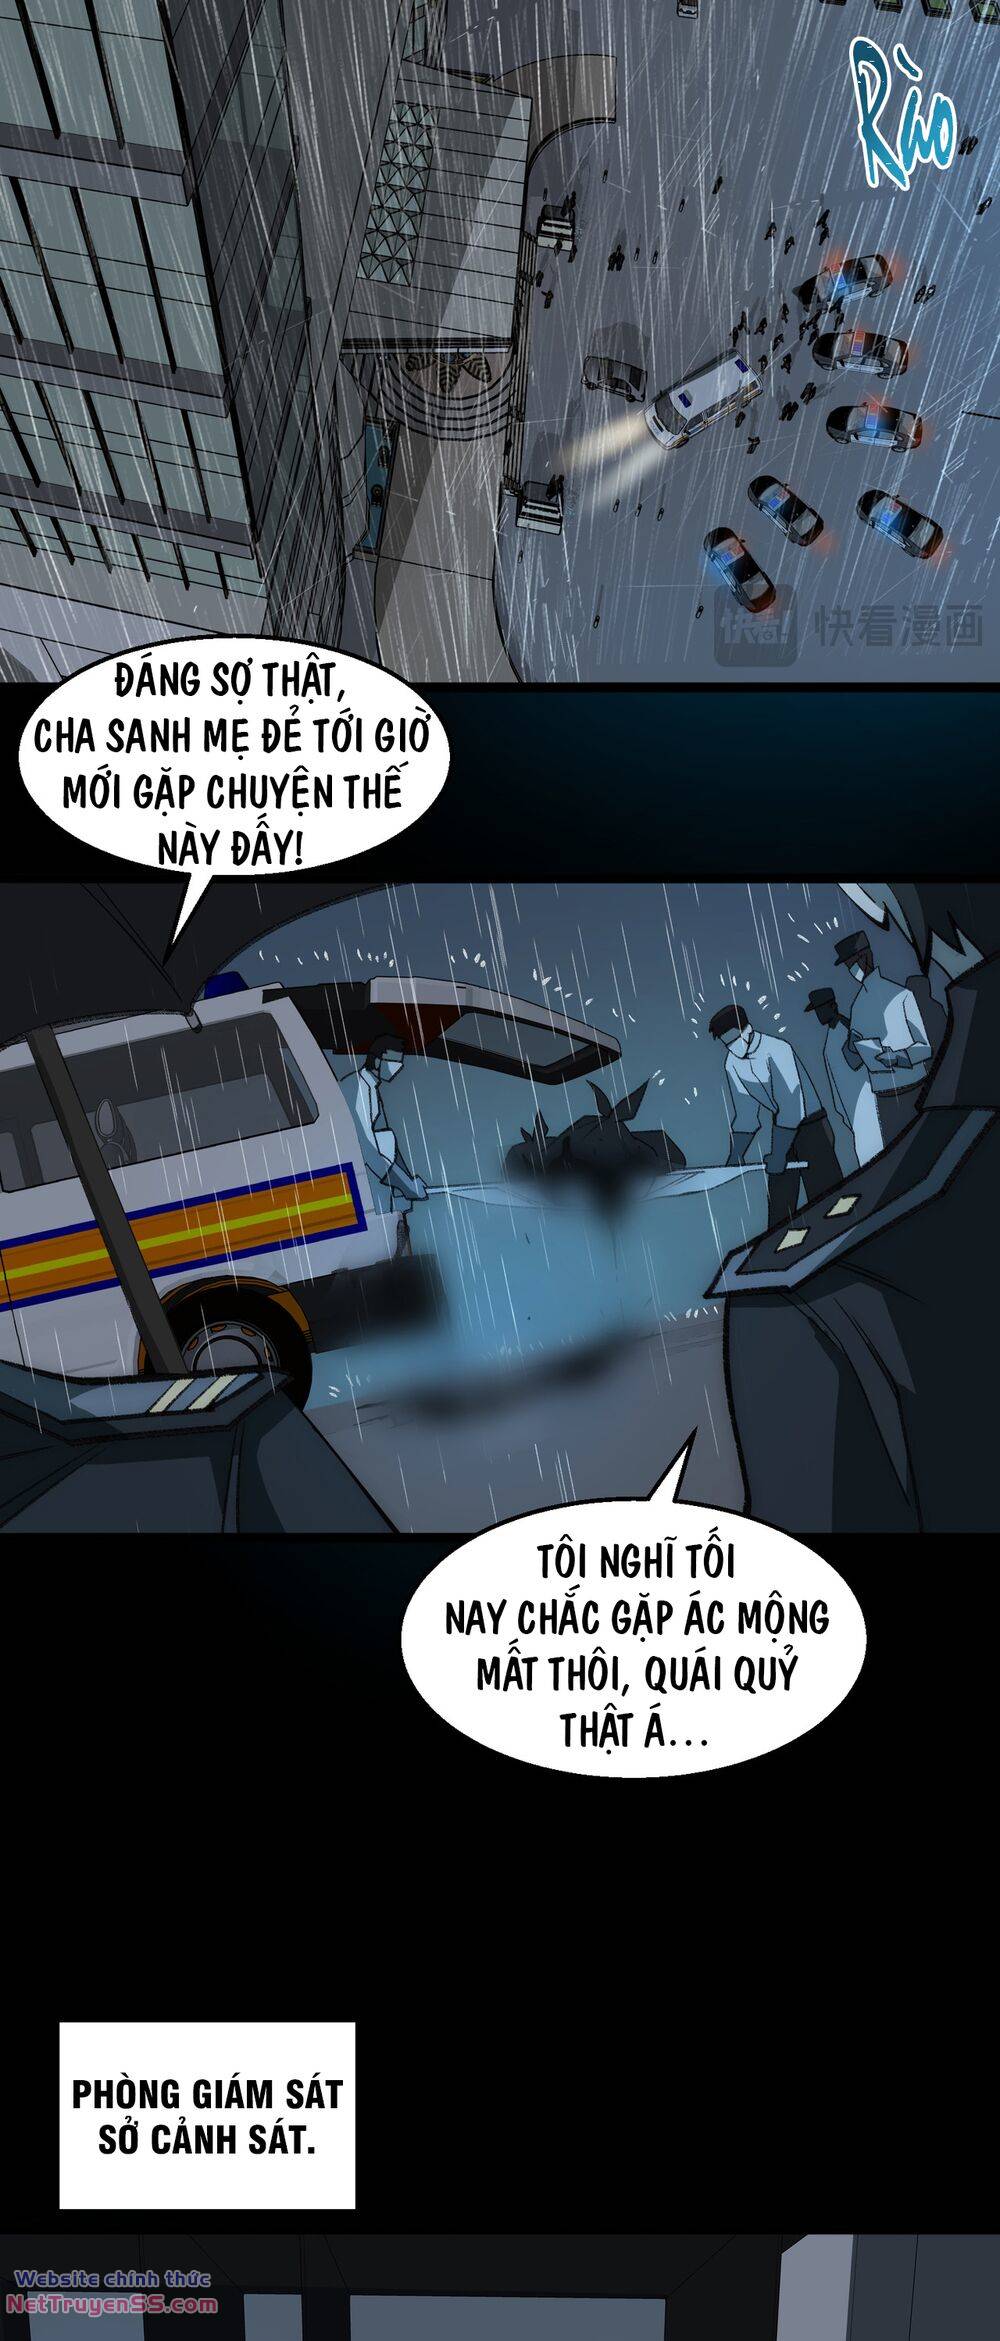 Rào
快看 快看漫画
ĐÁNG SỢ THẬT,
CHA SANH MẸ ĐẺ TỚI GIỜ
MỚI GẶP CHUYỆN THẾ
NÀY ĐẤY!
TÔI NGHĨ TỐI
NAY CHẮC GẶP ÁC MỘNG
MẤT THÔI, QUÁI QUỶ
THẬT Á...
PHÒNG GIÁM SÁT
SỞ CẢNH SÁT.
Website chính thức
NetTruyenSS.com